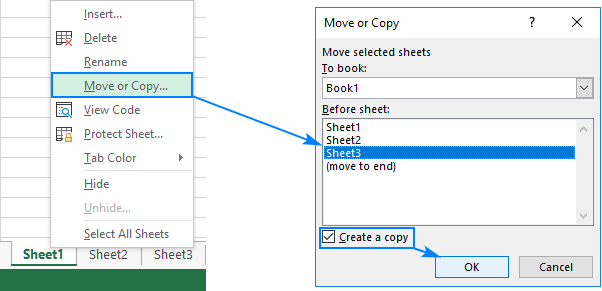 Insert...
Delete
Rename
Move or Copy...
View Code
Protect Sheet...
Tab Color
Hide
Unhide...
Select All Sheets
Sheet1 Sheet2 Sheet3
Move or Copy ? ×
Move selected sheets
To book:
Book1
Before sheet:
Sheet1
Sheet2
Sheet3
(move to end)
Create a copy
OK Cancel